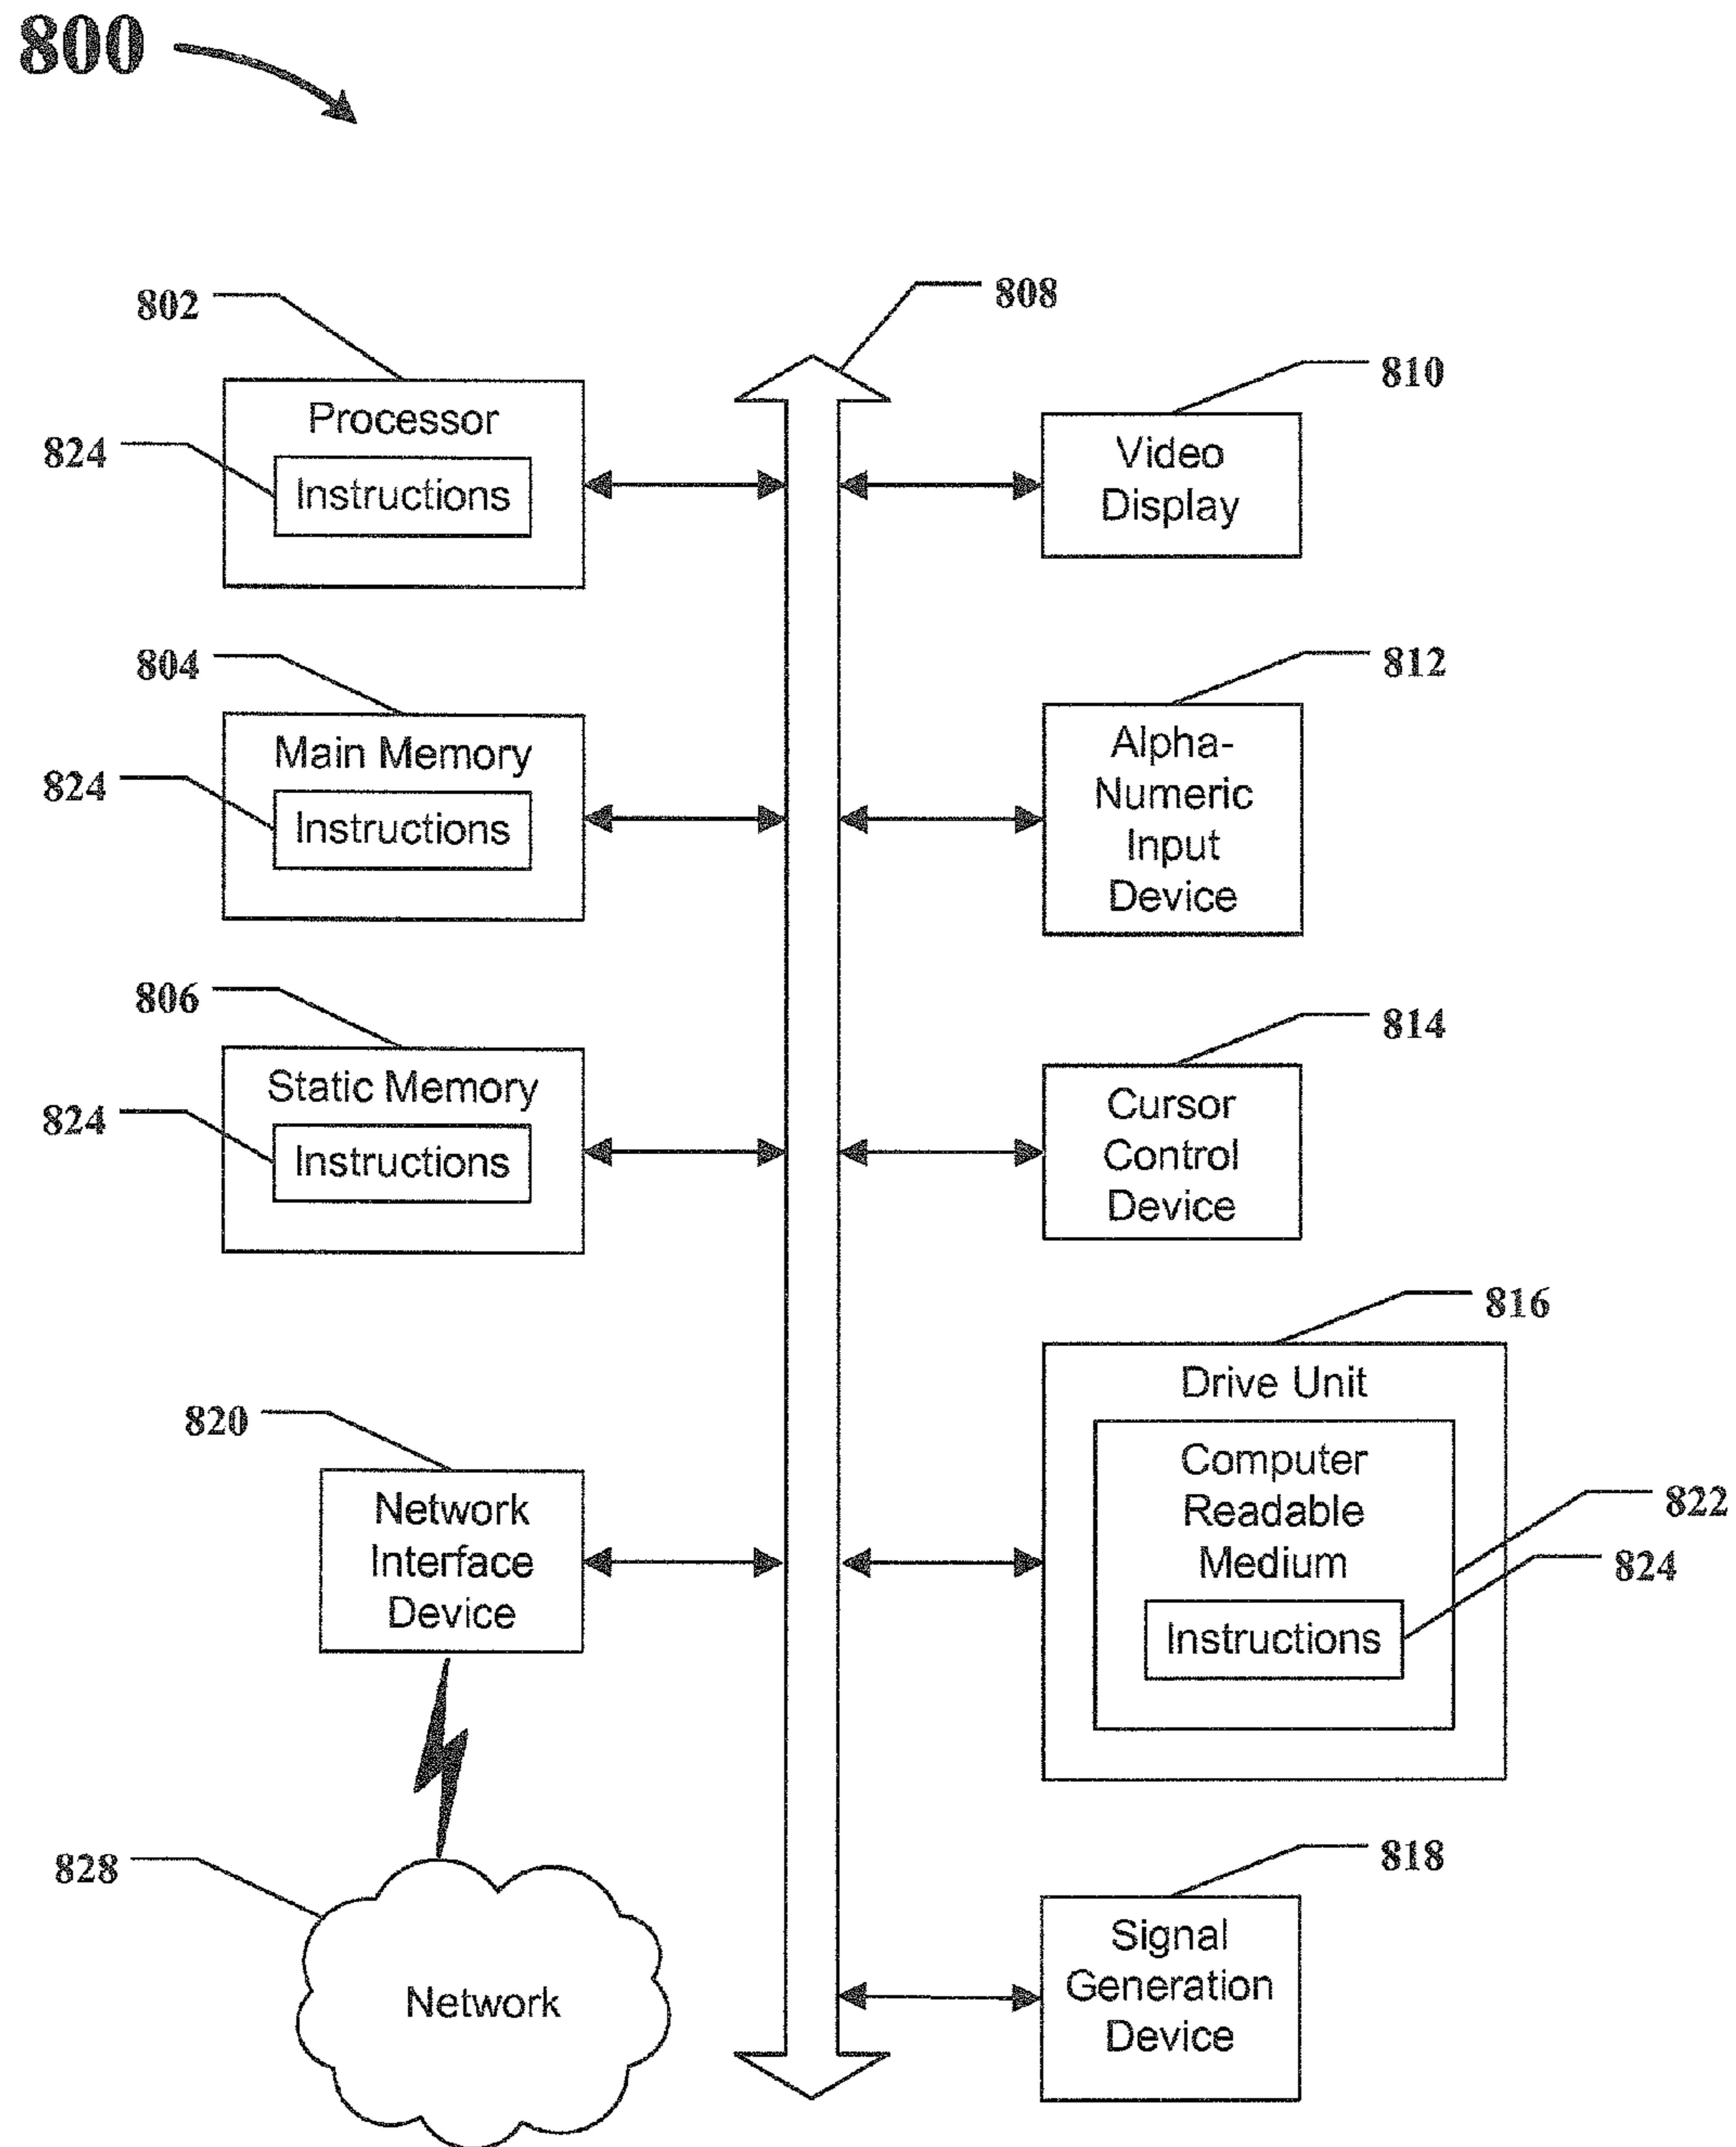 800
802
808
810
Processor
824
Instructions
Video
Display
804
812
Main Memory
824
Instructions
Alpha-
Numeric
Input
Device
806
814
Static Memory
824
Instructions
Cursor
Control
Device
816
Drive Unit
820
Computer
Readable
Medium
822
824
Instructions
Network
Interface
Device
828
Network
818
Signal
Generation
Device